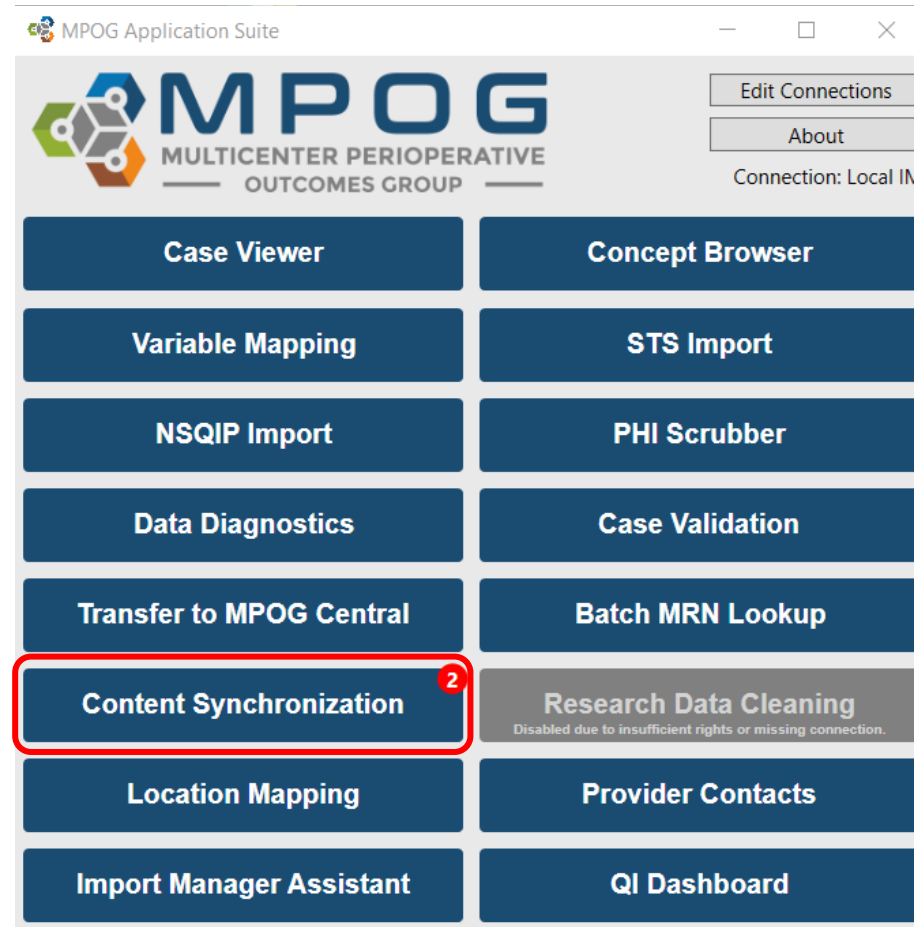 MPOG Application Suite
MPOG
MULTICENTER PERIOPERATIVE
OUTCOMES GROUP
Edit Connections
About
Connection: Local IM
Case Viewer
Concept Browser
Variable Mapping
STS Import
NSQIP Import
PHI Scrubber
Data Diagnostics
Case Validation
Transfer to MPOG Central
Batch MRN Lookup
Content Synchronization
2
Research Data Cleaning
Disabled due to insufficient rights or missing connection.
Location Mapping
Provider Contacts
Import Manager Assistant
QI Dashboard